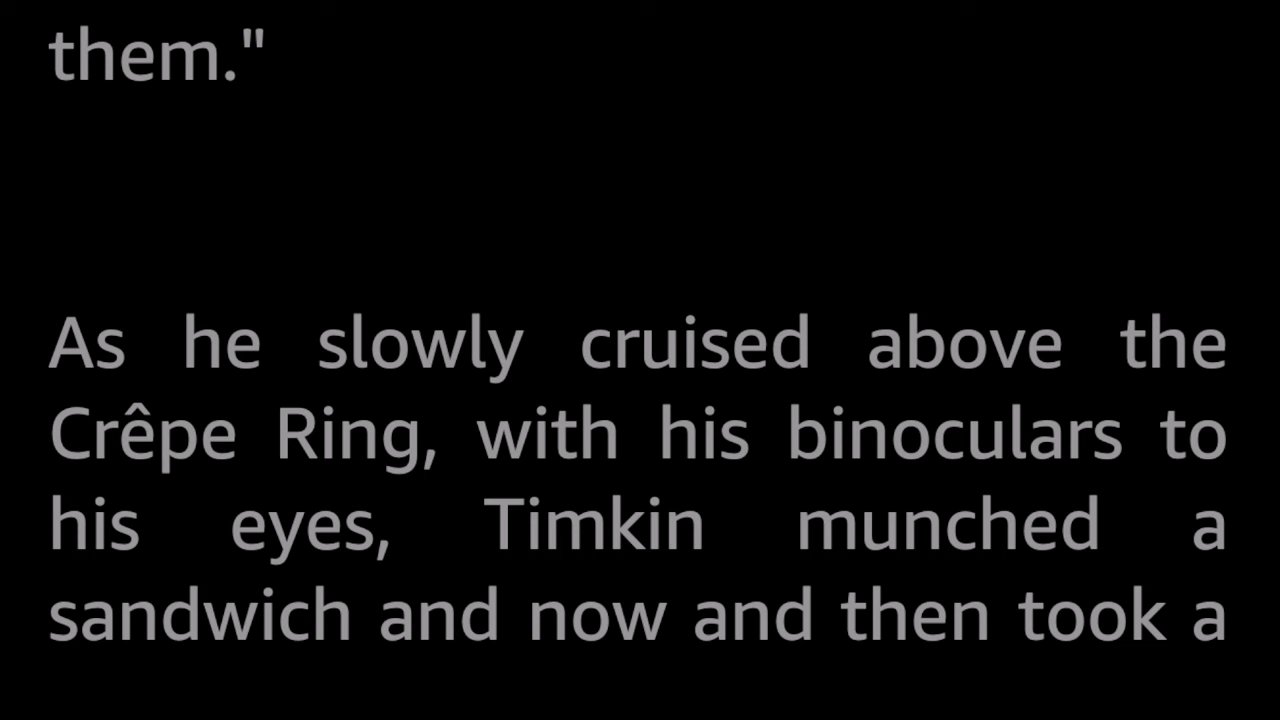 them."
As he slowly cruised above the
Crêpe Ring, with his binoculars to
his eyes, Timkin munched a
sandwich and now and then took a